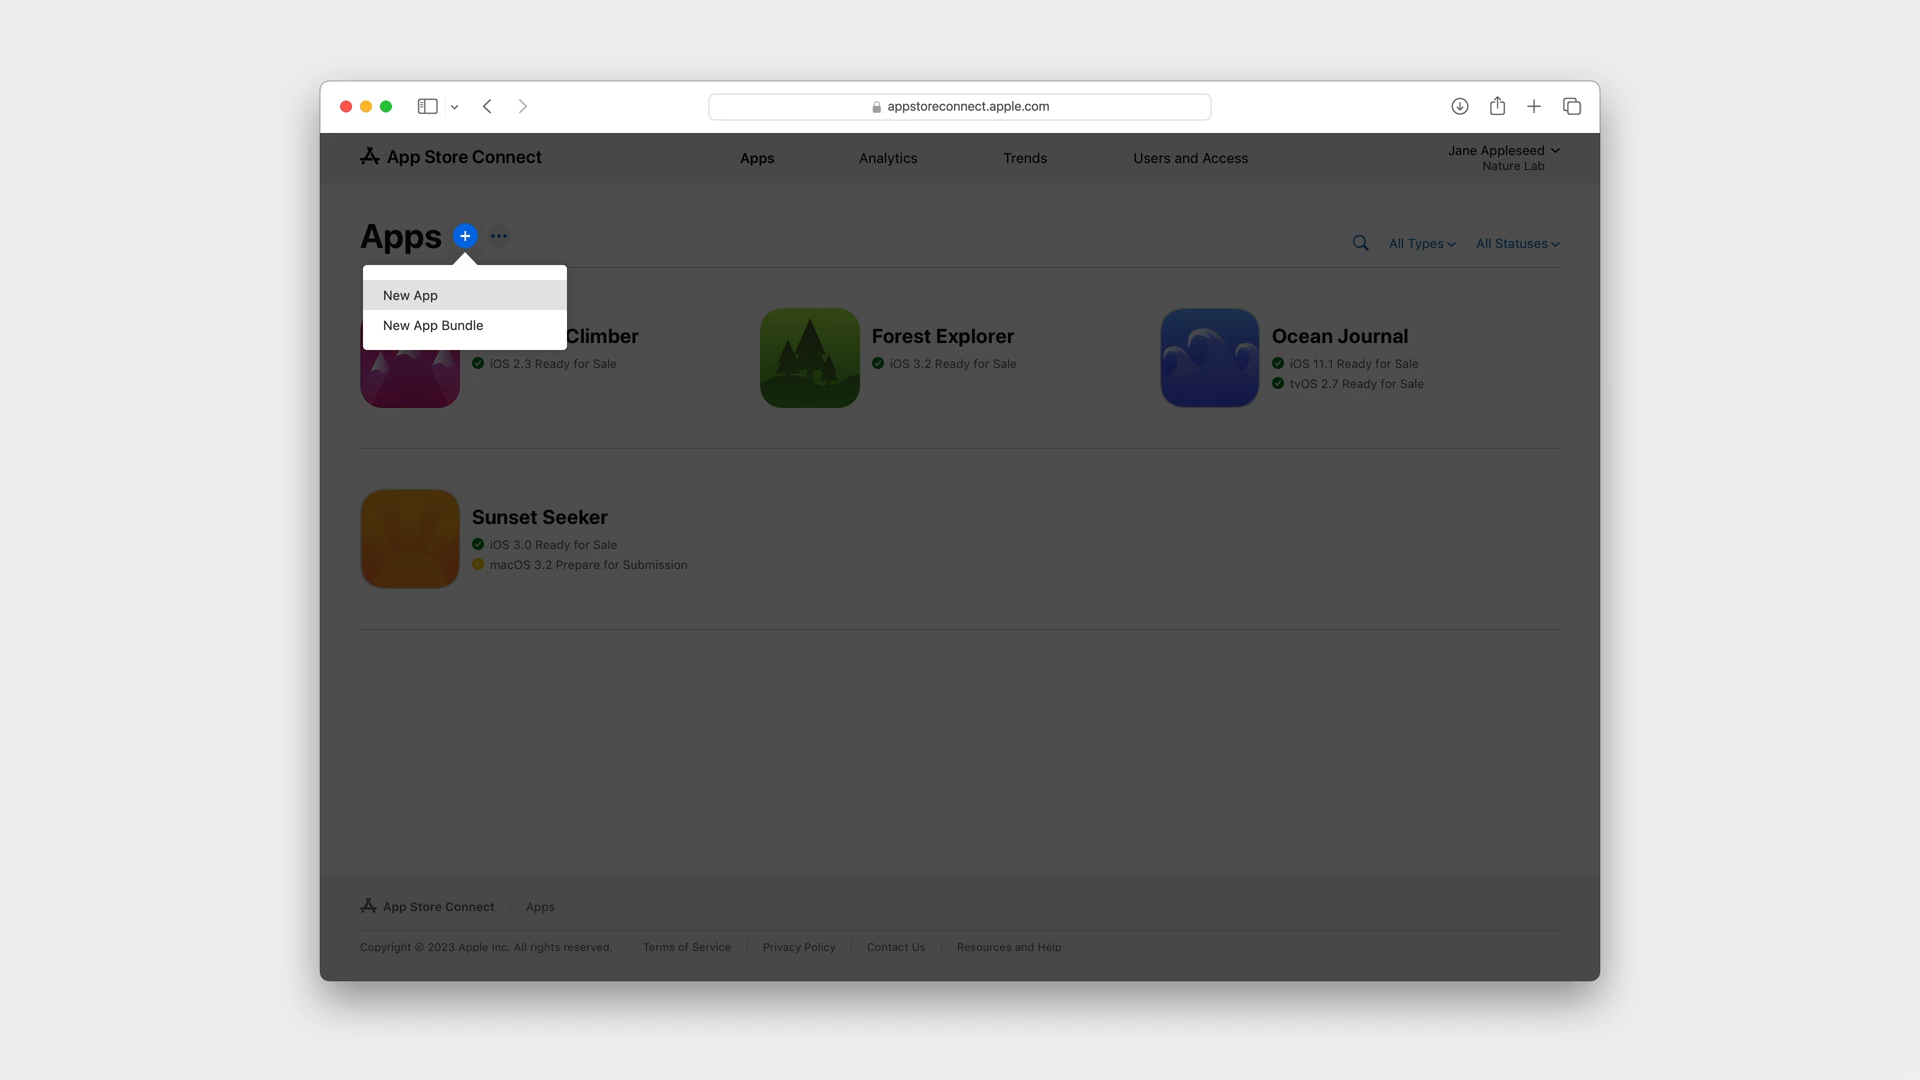 appstoreconnect.apple.com
App Store Connect
Apps
Analytics
Trends
Users and Access
Jane Appleseed
Nature Lab
Apps
All Types
All Statuses
New App
New App Bundle
Climber
iOS 2.3 Ready for Sale
Forest Explorer
iOS 3.2 Ready for Sale
Ocean Journal
iOS 11.1 Ready for Sale
tvOS 2.7 Ready for Sale
Sunset Seeker
iOS 3.0 Ready for Sale
macOS 3.2 Prepare for Submission
App Store Connect
Apps
Copyright © 2023 Apple Inc. All rights reserved.
Terms of Service
Privacy Policy
Contact Us
Resources and Help